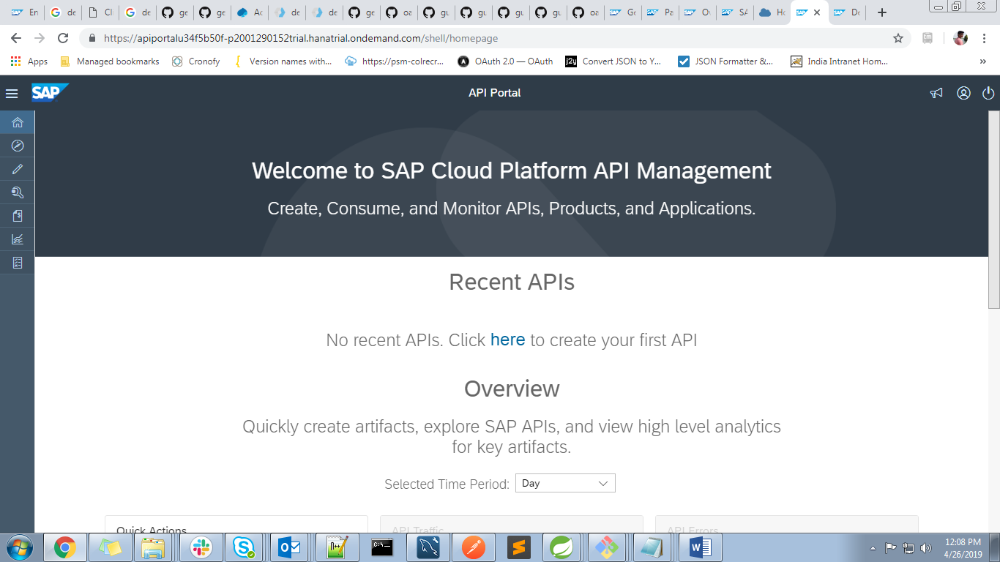 En
de
Cl
de
ge
ge
Ac
de
de
ge
oa
gu
gu
gu
gu
oa
Ge
Pa
Ov
SA
Ho
De
https://apiportalu34f5b50f-p2001290152trial.hanatrial.ondemand.com/shell/homepage
Apps
Managed bookmarks
Cronofy
Version names with...
https://psm-colrecr...
OAuth 2.0 — OAuth
Convert JSON to Y...
JSON Formatter &...
India Intranet Hom...
»
SAP
API Portal
Welcome to SAP Cloud Platform API Management
Create, Consume, and Monitor APIs, Products, and Applications.
Recent APIs
No recent APIs. Click here to create your first API
Overview
Quickly create artifacts, explore SAP APIs, and view high level analytics
for key artifacts.
Selected Time Period: Day
Quick Actions
API Traffic
API Errors
12:08 PM
4/26/2019